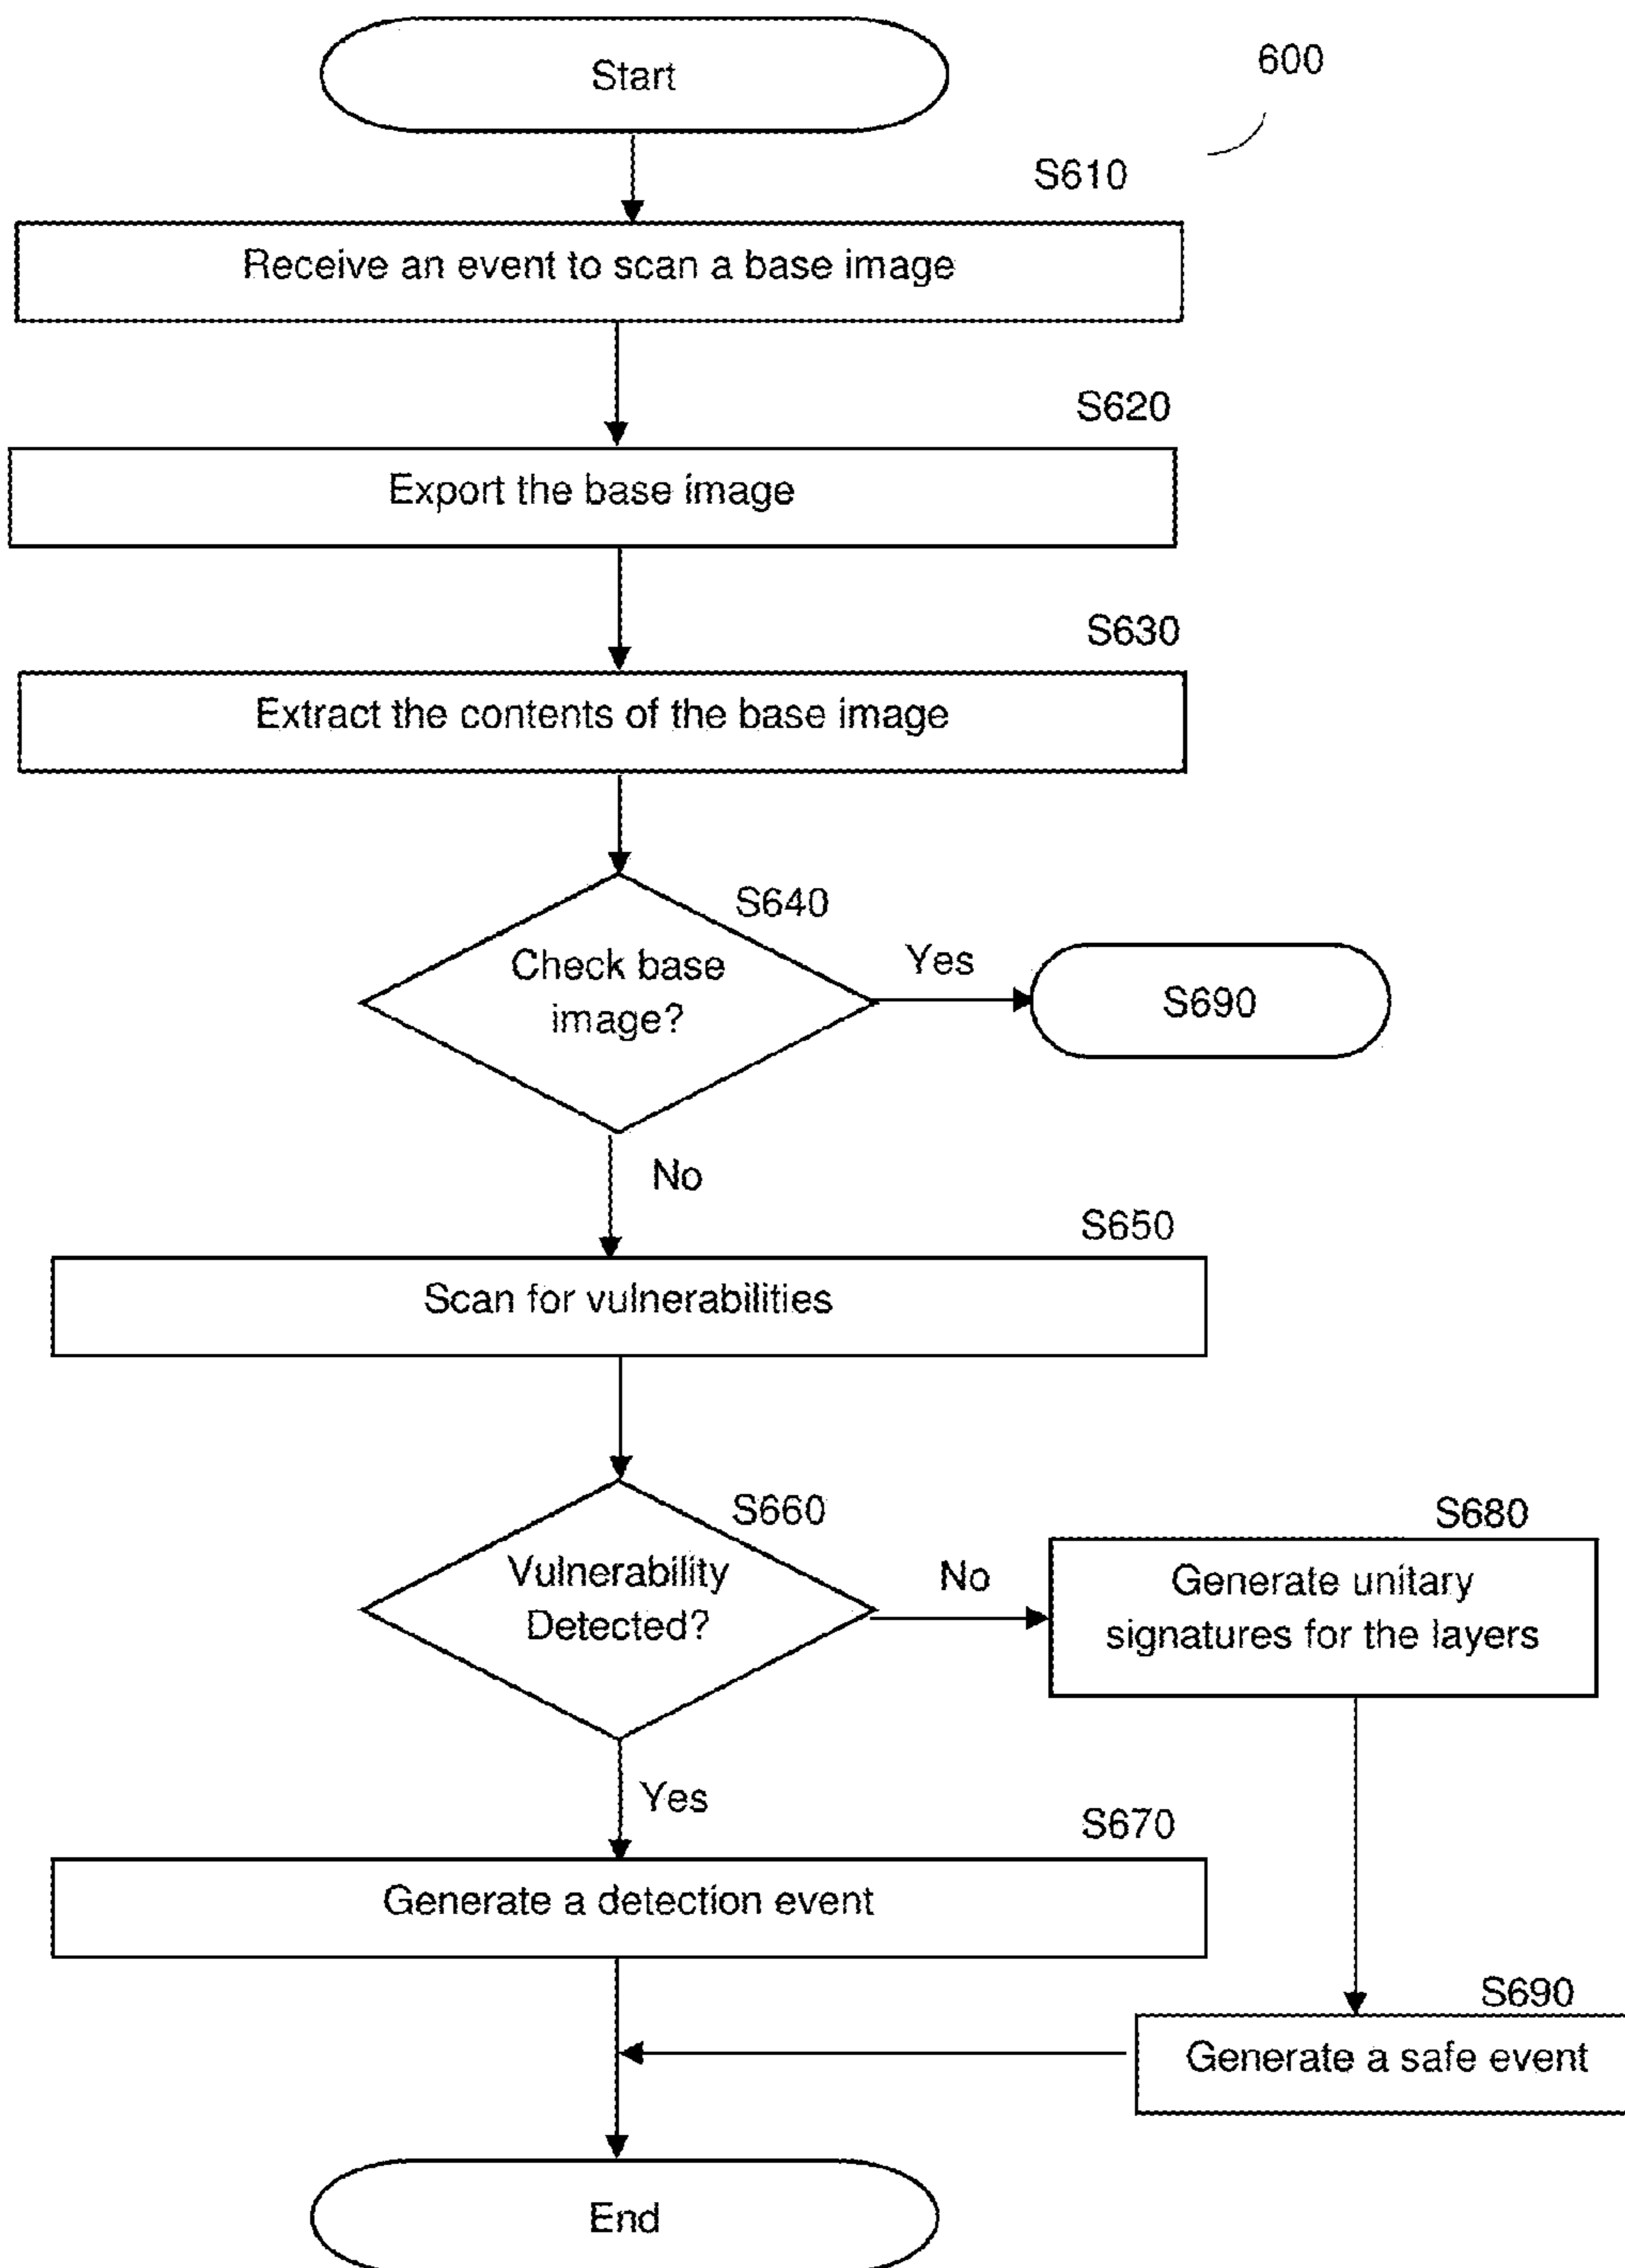 Start
600
S610
Receive an event to scan a base image
S620
Export the base image
S630
Extract the contents of the base image
S640
Check base
image?
Yes
S690
No
S650
Scan for vulnerabilities
S660
Vulnerability
Detected?
No
S680
Generate unitary
signatures for the layers
Yes
S670
Generate a detection event
S690
Generate a safe event
End